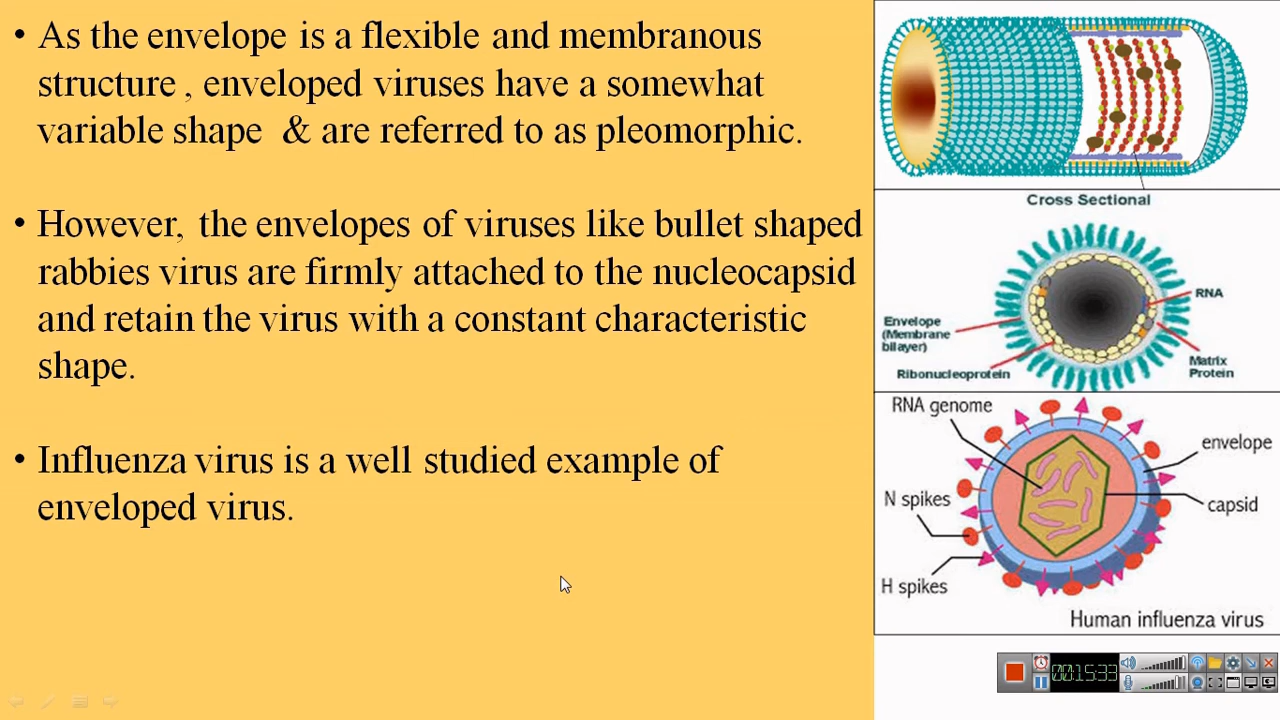 • As the envelope is a flexible and membranous
structure , enveloped viruses have a somewhat
variable shape & are referred to as pleomorphic.
• However, the envelopes of viruses like bullet shaped
rabbies virus are firmly attached to the nucleocapsid
and retain the virus with a constant characteristic
shape.
• Influenza virus is a well studied example of
enveloped virus.
Cross Sectional
RNA
Envelope
(Membrane
bilayer)
Matrix
Protein
Ribonucleoprotein
RNA genome
envelope
N spikes
capsid
H spikes
Human influenza virus
00:15:33